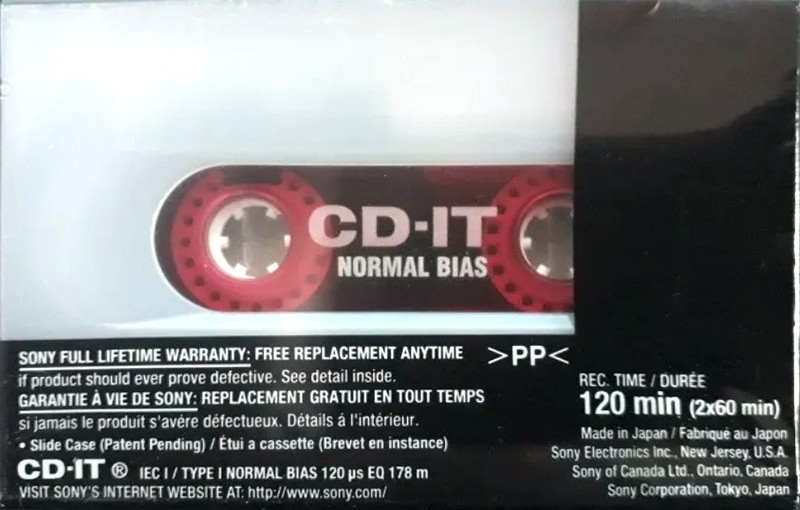 CD-IT
NORMAL BIAS
SONY FULL LIFETIME WARRANTY: FREE REPLACEMENT ANYTIME
if product should ever prove defective. See detail inside.
GARANTIE À VIE DE SONY: REPLACEMENT GRATUIT EN TOUT TEMPS
si jamais le produit s'avère défectueux. Détails á l'intérieur.
• Slide Case (Patent Pending) / Étui a cassette (Brevet en instance)
CD-IT ® IEC I / TYPE I NORMAL BIAS 120 µs EQ 178 m
VISIT SONY'S INTERNET WEBSITE AT: http://www.sony.com/
>PP<
REC. TIME / DURÉE
120 min (2x60 min)
Made in Japan / Fabriqué au Japon
Sony Electronics Inc., New Jersey, U.S.A.
Sony of Canada Ltd., Ontario, Canada
Sony Corporation, Tokyo, Japan